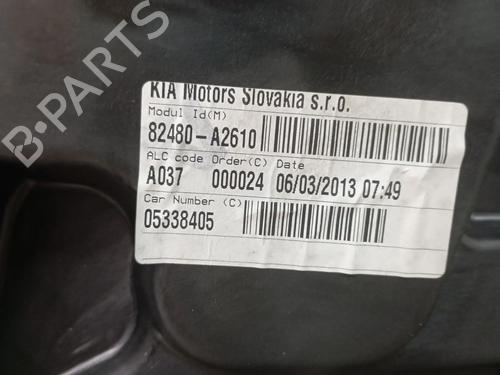 KIA Motors Slovakia s.r.o.
Modul Id(M)
82480-A2610
ALC code Order(C) Date
A037 000024 06/03/2013 07:49
Car Number (C)
05338405
B-PARTS